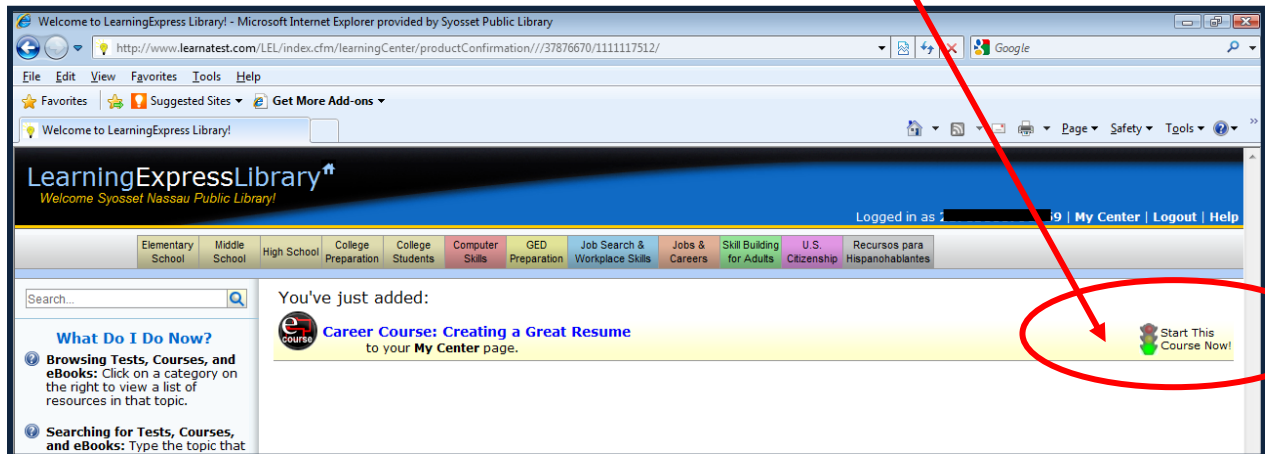 Welcome to LearningExpress Library! - Microsoft Internet Explorer provided by Syosset Public Library
http://www.learnatest.com/LEL/index.cfm/learningCenter/productConfirmation///37876670/1111117512/
Google
File Edit View Favorites Tools Help
Favorites Suggested Sites Get More Add-ons
Welcome to LearningExpress Library!
Page Safety Tools
LearningExpressLibrary
Welcome Syosset Nassau Public Library!
Logged in as 9 | My Center | Logout | Help
Elementary School
Middle School
High School
College Preparation
College Students
Computer Skills
GED Preparation
Job Search & Workplace Skills
Jobs & Careers
Skill Building for Adults
U.S. Citizenship
Recursos para Hispanohablantes
Search...
What Do I Do Now?
Browsing Tests, Courses, and
eBooks: Click on a category on
the right to view a list of
resources in that topic.
Searching for Tests, Courses,
and eBooks: Type the topic that
You've just added:
e course
Career Course: Creating a Great Resume
to your My Center page.
Start This
Course Now!